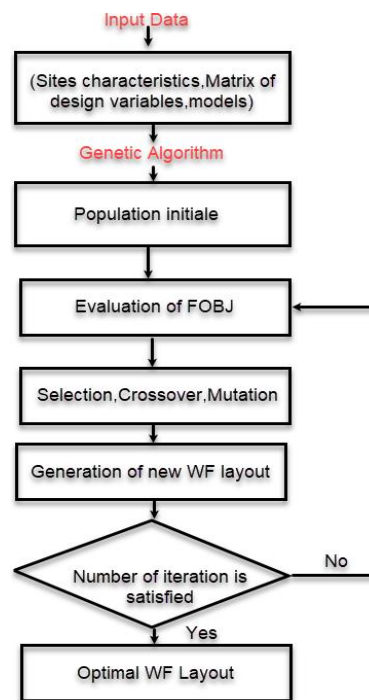 Input Data
(Sites characteristics,Matrix of
design variables,models)
Genetic Algorithm
Population initiale
Evaluation of FOBJ
Selection,Crossover,Mutation
Generation of new WF layout
Number of iteration is
satisfied
No
Yes
Optimal WF Layout